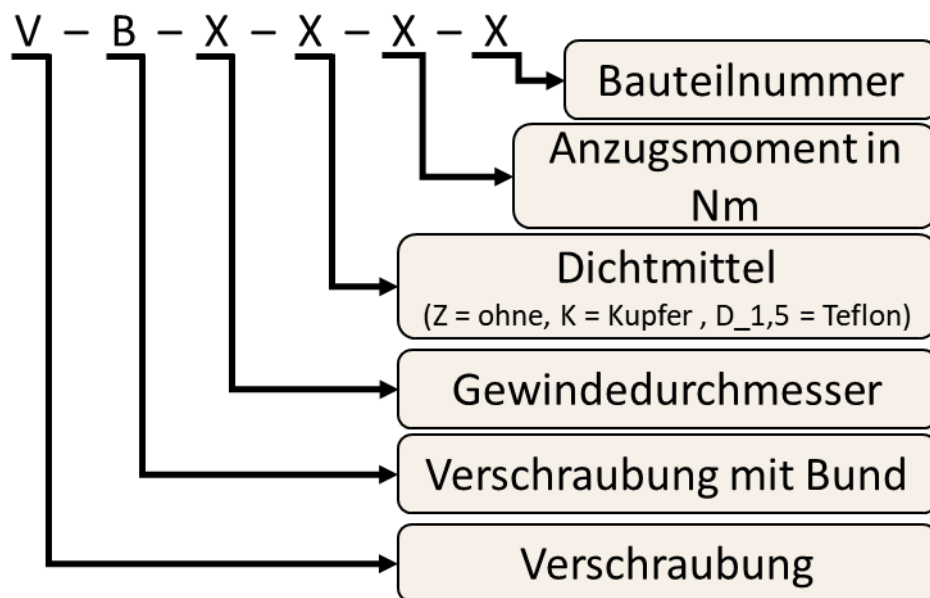 V – B – X – X – X – X
Bauteilnummer
Anzugsmoment in
Nm
Dichtmittel
(Z = ohne, K = Kupfer , D_1,5 = Teflon)
Gewindedurchmesser
Verschraubung mit Bund
Verschraubung